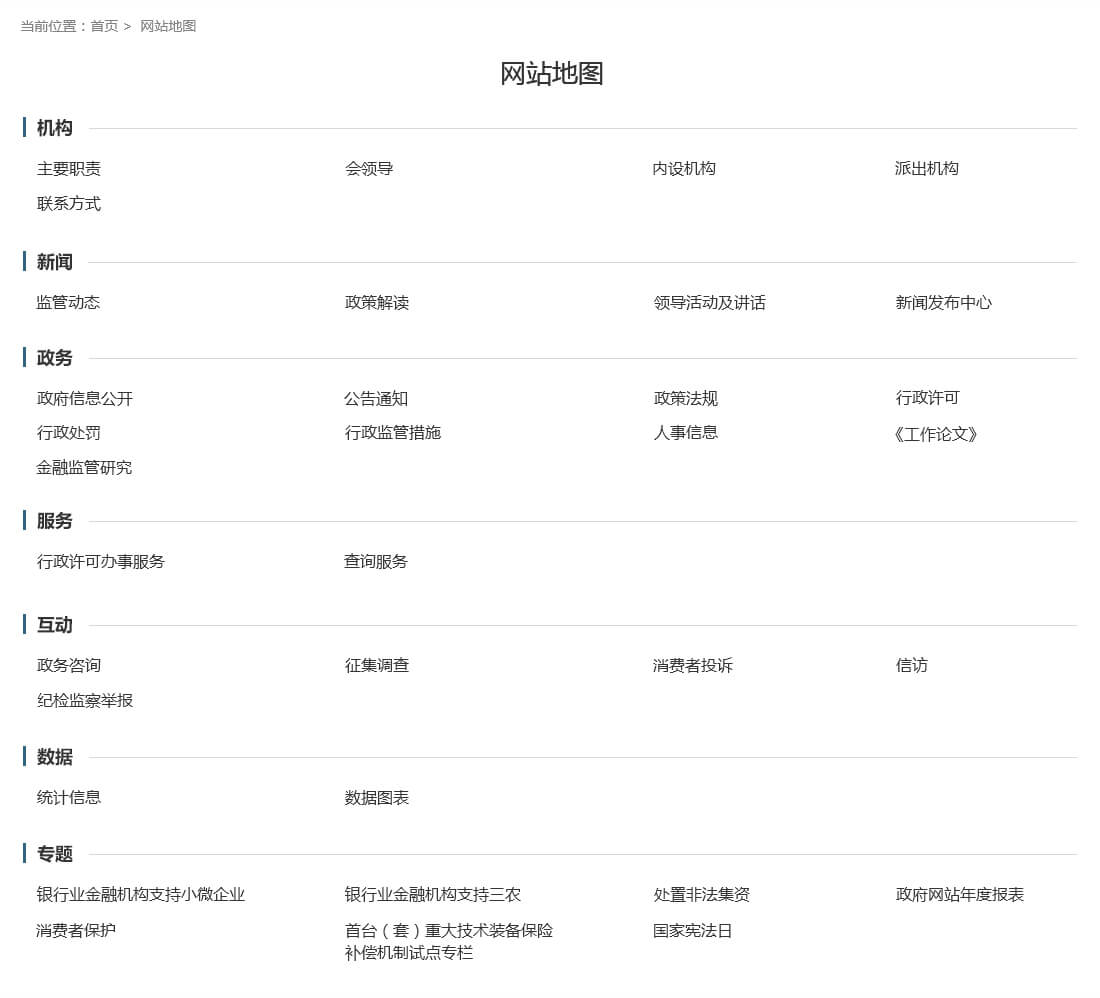 当前位置：首页 > 网站地图
网站地图
机构
主要职责 会领导 内设机构 派出机构
联系方式
新闻
监管动态 政策解读 领导活动及讲话 新闻发布中心
政务
政府信息公开 公告通知 政策法规 行政许可
行政处罚 行政监管措施 人事信息 《工作论文》
金融监管研究
服务
行政许可办事服务 查询服务
互动
政务咨询 征集调查 消费者投诉 信访
纪检监察举报
数据
统计信息 数据图表
专题
银行业金融机构支持小微企业 银行业金融机构支持三农 处置非法集资 政府网站年度报表
消费者保护 首台（套）重大技术装备保险 国家宪法日
补偿机制试点专栏